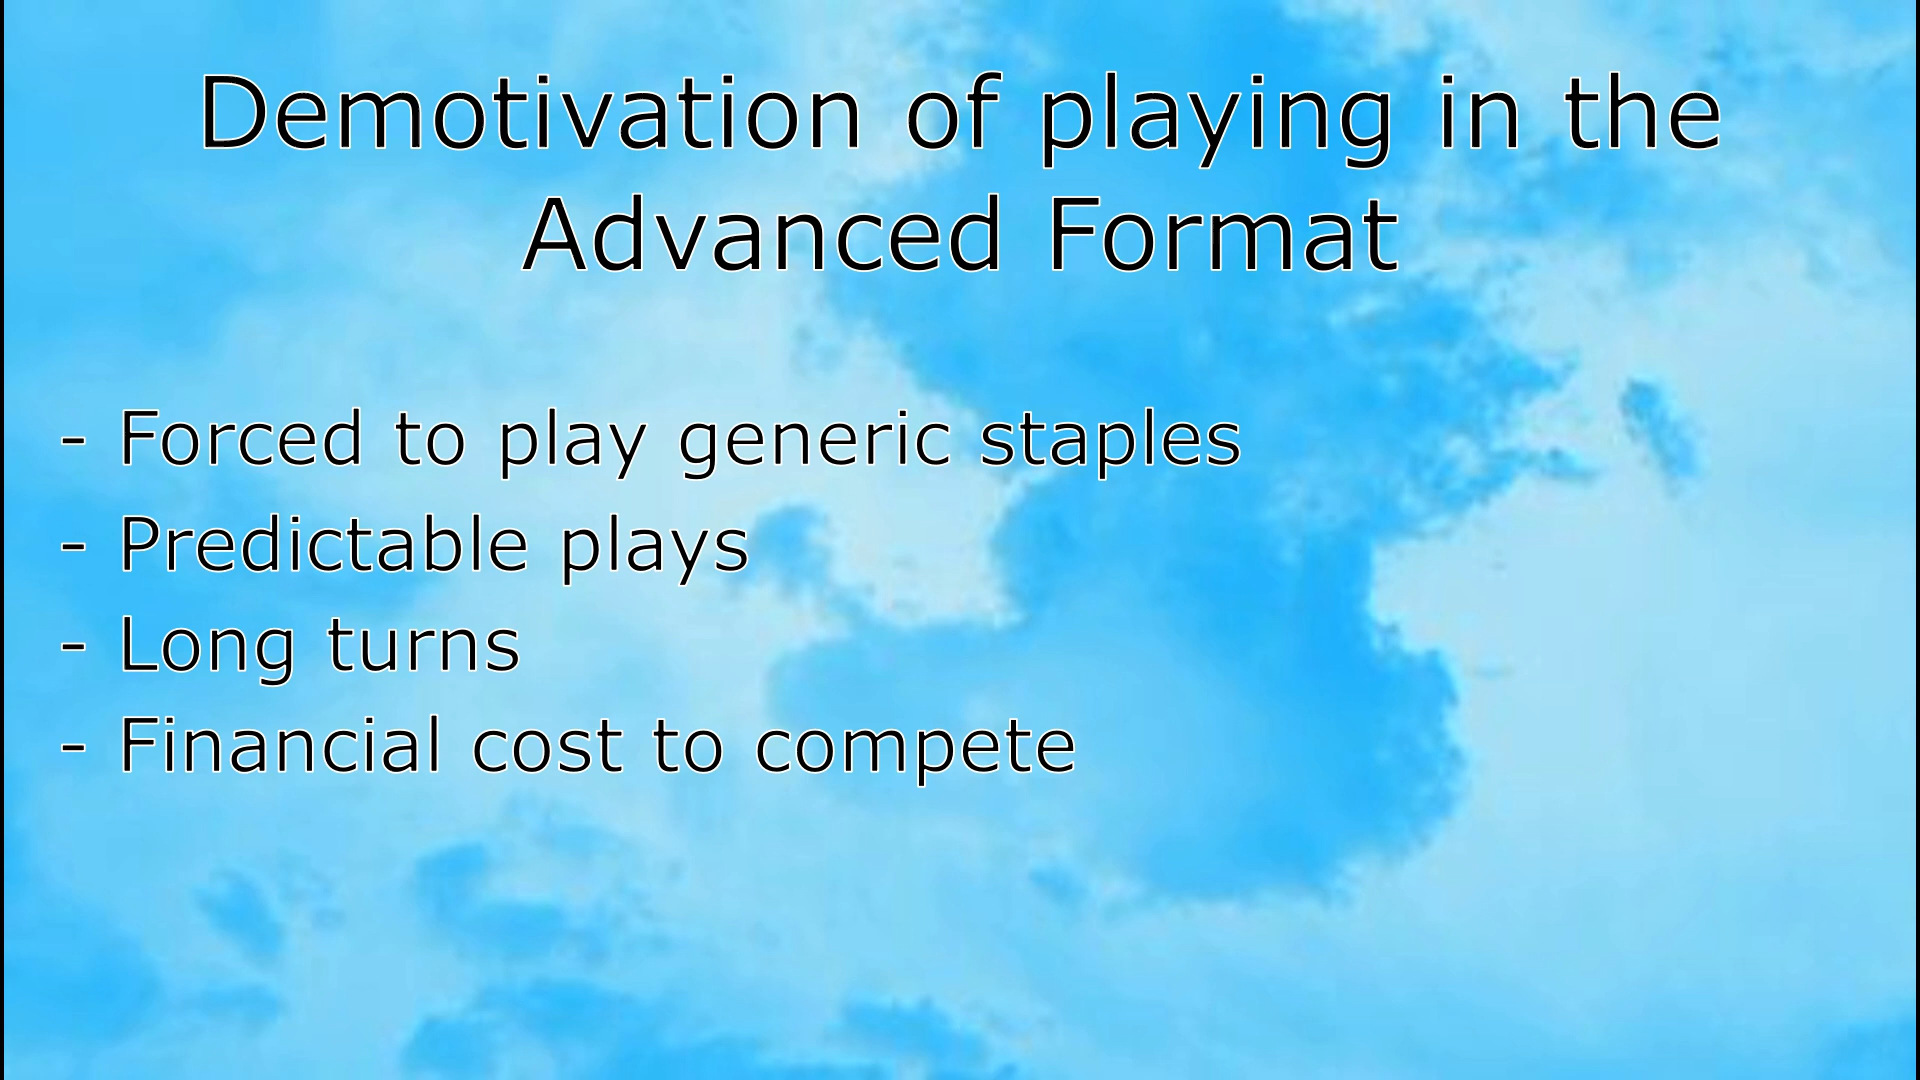 Demotivation of playing in the
Advanced Format
- Forced to play generic staples
- Predictable plays
- Long turns
- Financial cost to compete